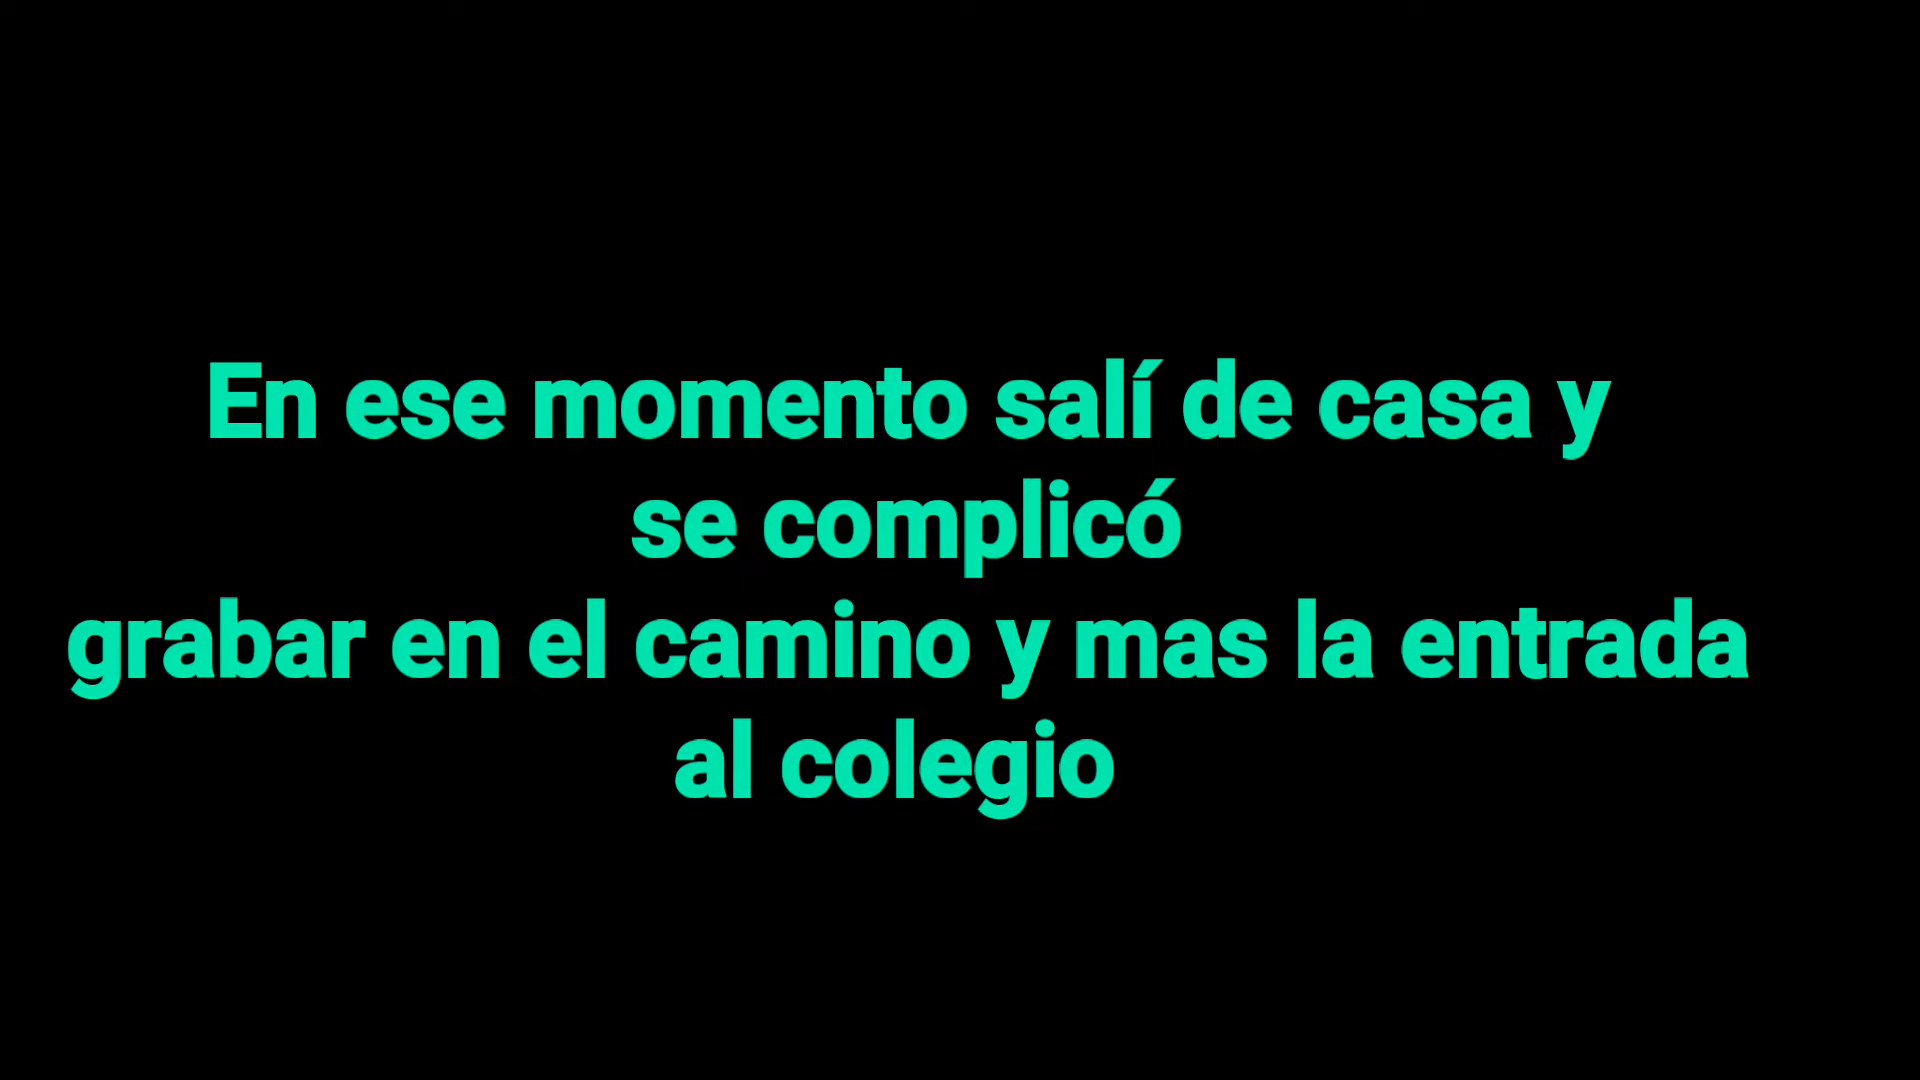 En ese momento salí de casa y
se complicó
grabar en el camino y mas la entrada
al colegio